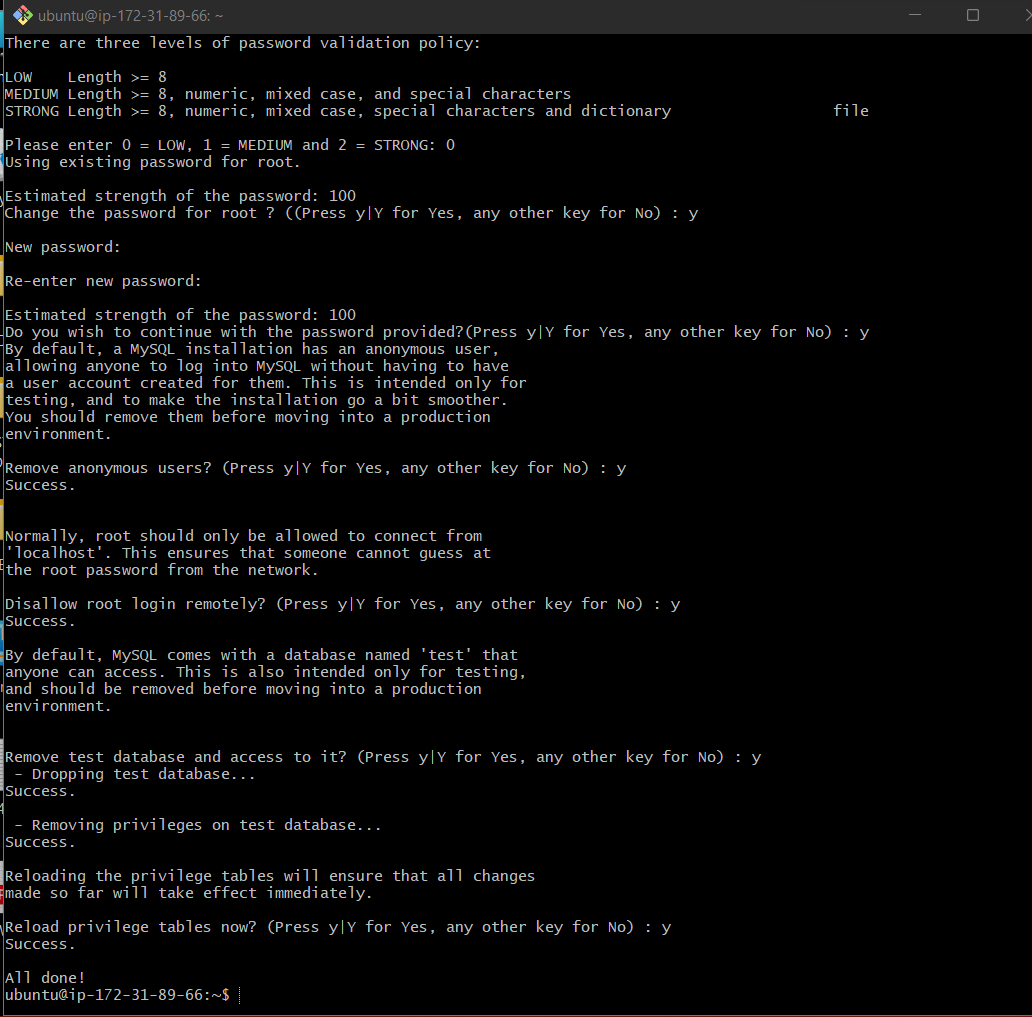 ubuntu@ip-172-31-89-66: ~
There are three levels of password validation policy:
LOW    Length >= 8
MEDIUM Length >= 8, numeric, mixed case, and special characters
STRONG Length >= 8, numeric, mixed case, special characters and dictionary                  file
Please enter 0 = LOW, 1 = MEDIUM and 2 = STRONG: 0
Using existing password for root.
Estimated strength of the password: 100
Change the password for root ? ((Press y|Y for Yes, any other key for No) : y
New password:
Re-enter new password:
Estimated strength of the password: 100
Do you wish to continue with the password provided?(Press y|Y for Yes, any other key for No) : y
By default, a MySQL installation has an anonymous user,
allowing anyone to log into MySQL without having to have
a user account created for them. This is intended only for
testing, and to make the installation go a bit smoother.
You should remove them before moving into a production
environment.
Remove anonymous users? (Press y|Y for Yes, any other key for No) : y
Success.
Normally, root should only be allowed to connect from
'localhost'. This ensures that someone cannot guess at
the root password from the network.
Disallow root login remotely? (Press y|Y for Yes, any other key for No) : y
Success.
By default, MySQL comes with a database named 'test' that
anyone can access. This is also intended only for testing,
and should be removed before moving into a production
environment.
Remove test database and access to it? (Press y|Y for Yes, any other key for No) : y
 - Dropping test database...
Success.
 - Removing privileges on test database...
Success.
Reloading the privilege tables will ensure that all changes
made so far will take effect immediately.
Reload privilege tables now? (Press y|Y for Yes, any other key for No) : y
Success.
All done!
ubuntu@ip-172-31-89-66:~$